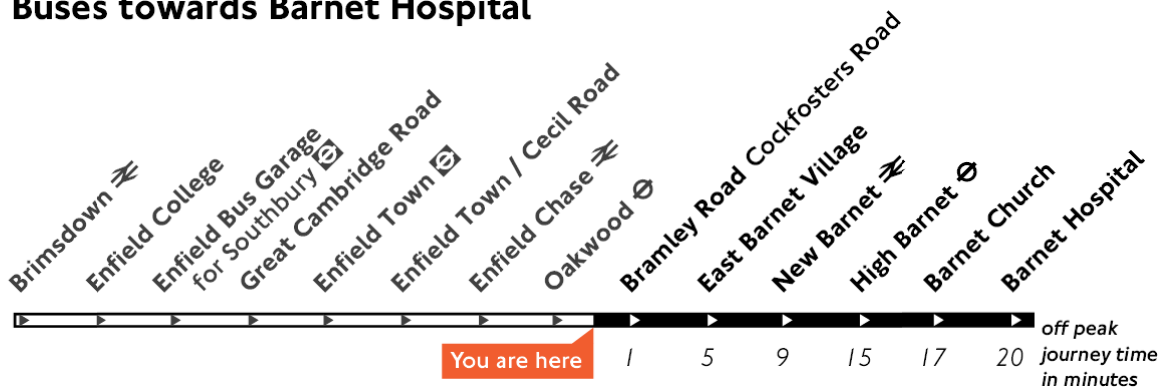 Buses towards Barnet Hospital
Brimsdown
Enfield College
Enfield Bus Garage
for Southbury
Great Cambridge Road
Enfield Town
Enfield Town / Cecil Road
Enfield Chase
Oakwood
Bramley Road Cockfosters Road
East Barnet Village
New Barnet
High Barnet
Barnet Church
Barnet Hospital
You are here
1 5 9 15 17 20
off peak
journey time
in minutes